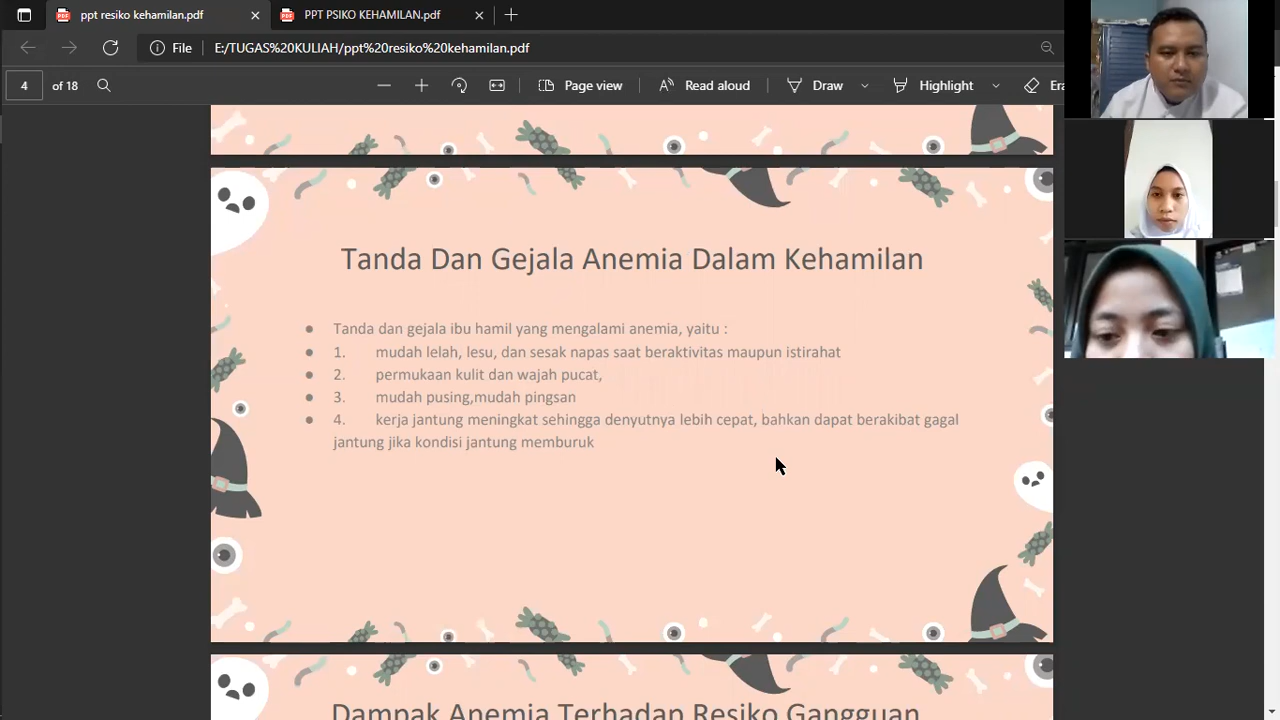 ppt resiko kehamilan.pdf
PPT PSIKO KEHAMILAN.pdf
File
E:/TUGAS%20KULIAH/ppt%20resiko%20kehamilan.pdf
4 of 18
Page view
Read aloud
Draw
Highlight
Era
Tanda Dan Gejala Anemia Dalam Kehamilan
● Tanda dan gejala ibu hamil yang mengalami anemia, yaitu :
● 1. mudah lelah, lesu, dan sesak napas saat beraktivitas maupun istirahat
● 2. permukaan kulit dan wajah pucat,
● 3. mudah pusing,mudah pingsan
● 4. kerja jantung meningkat sehingga denyutnya lebih cepat, bahkan dapat berakibat gagal
jantung jika kondisi jantung memburuk
Dampak Anemia Terhadap Resiko Gangguan